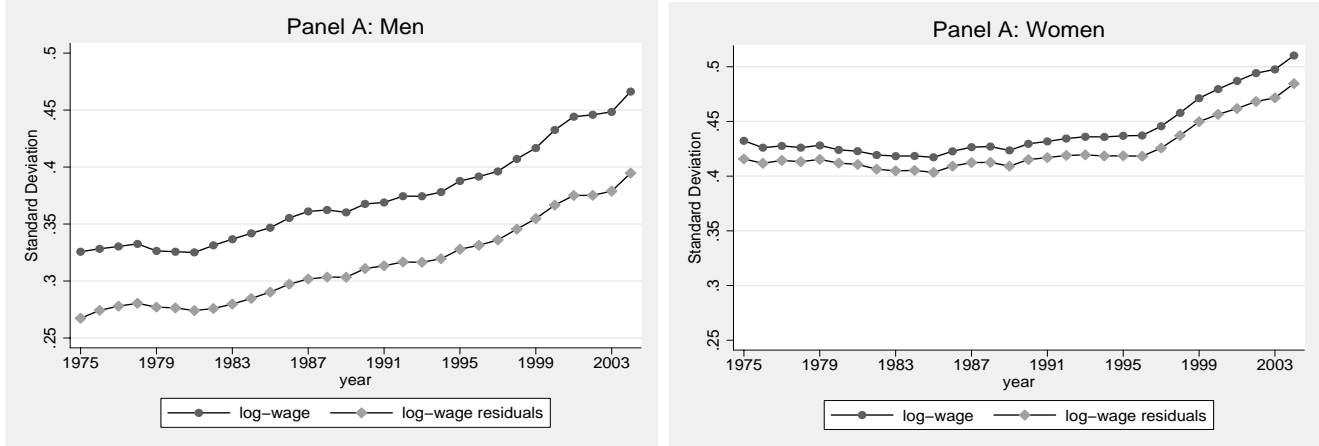 Panel A: Men
Standard Deviation
.5
.45
.4
.35
.3
.25
1975 1979 1983 1987 1991 1995 1999 2003
year
log−wage log−wage residuals
Panel A: Women
Standard Deviation
.5
.45
.4
.35
.3
.25
1975 1979 1983 1987 1991 1995 1999 2003
year
log−wage log−wage residuals